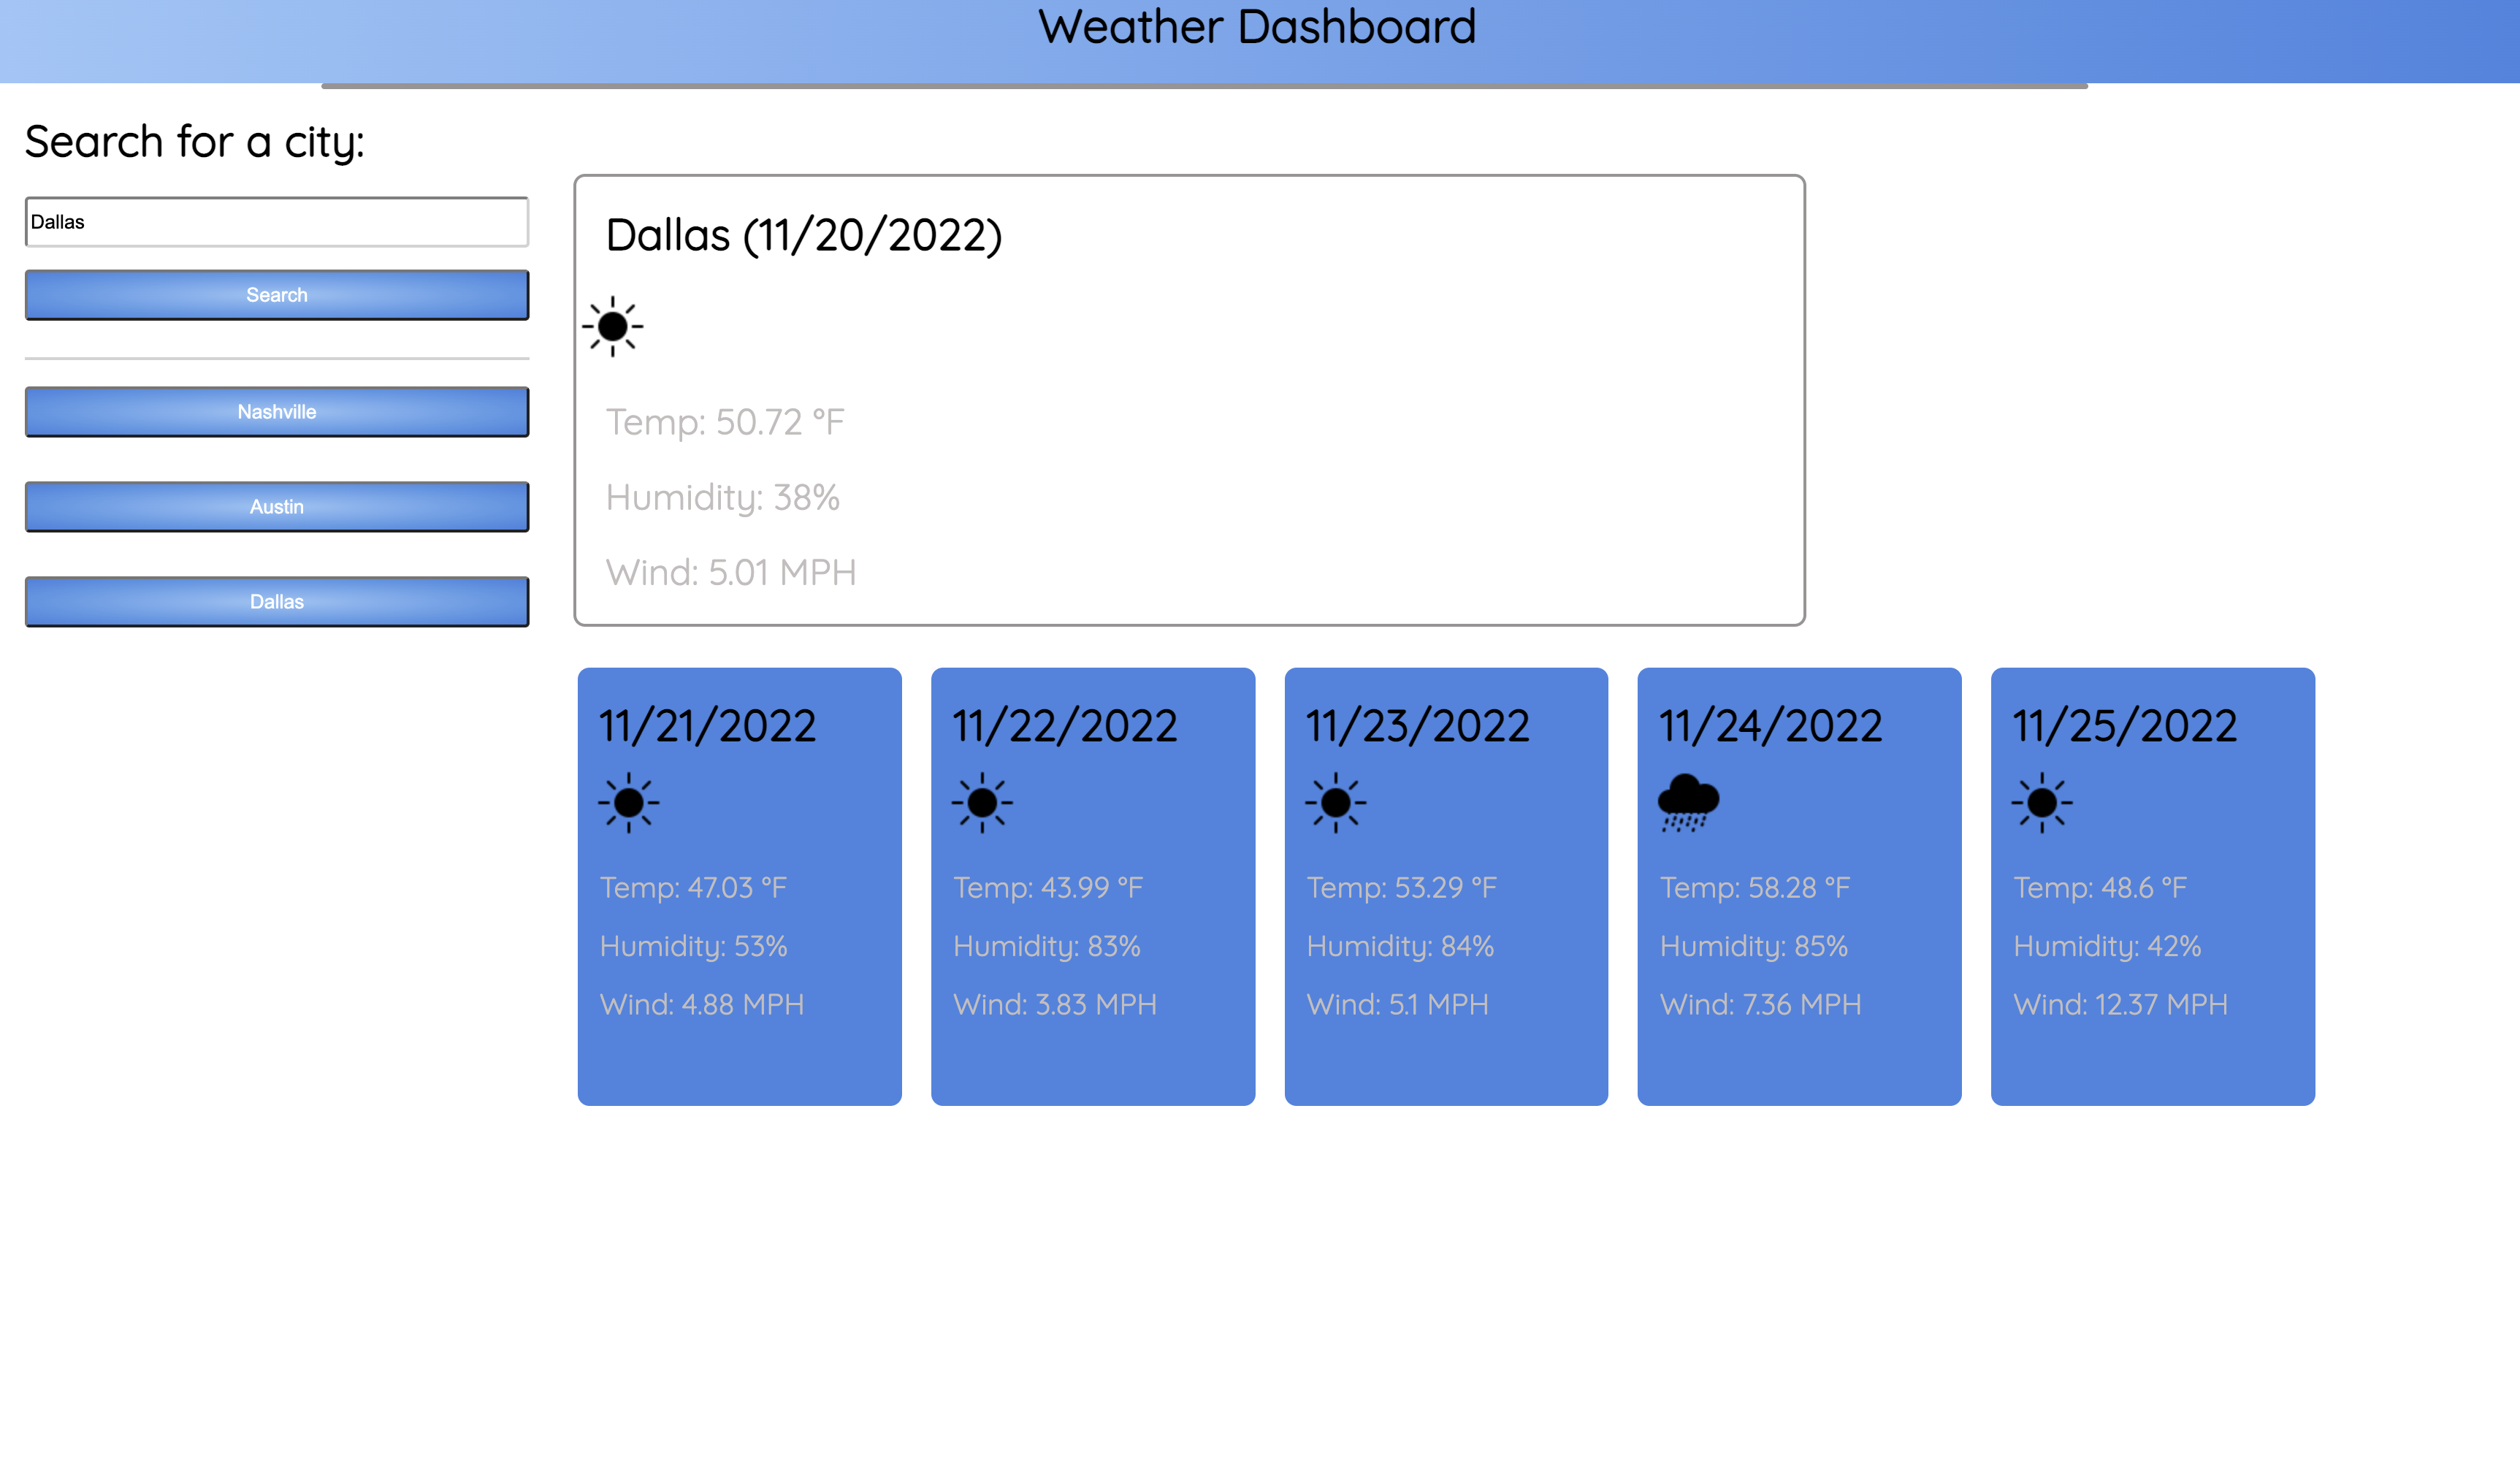 Weather Dashboard
Search for a city:
Dallas
Search
Nashville
Austin
Dallas
Dallas (11/20/2022)
Temp: 50.72 °F
Humidity: 38%
Wind: 5.01 MPH
11/21/2022
Temp: 47.03 °F
Humidity: 53%
Wind: 4.88 MPH
11/22/2022
Temp: 43.99 °F
Humidity: 83%
Wind: 3.83 MPH
11/23/2022
Temp: 53.29 °F
Humidity: 84%
Wind: 5.1 MPH
11/24/2022
Temp: 58.28 °F
Humidity: 85%
Wind: 7.36 MPH
11/25/2022
Temp: 48.6 °F
Humidity: 42%
Wind: 12.37 MPH